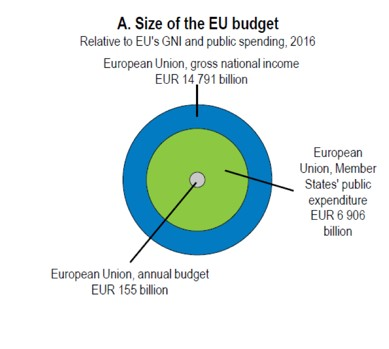 A. Size of the EU budget
Relative to EU's GNI and public spending, 2016
European Union, gross national income
EUR 14 791 billion
European
Union, Member
States' public
expenditure
EUR 6 906
billion
European Union, annual budget
EUR 155 billion